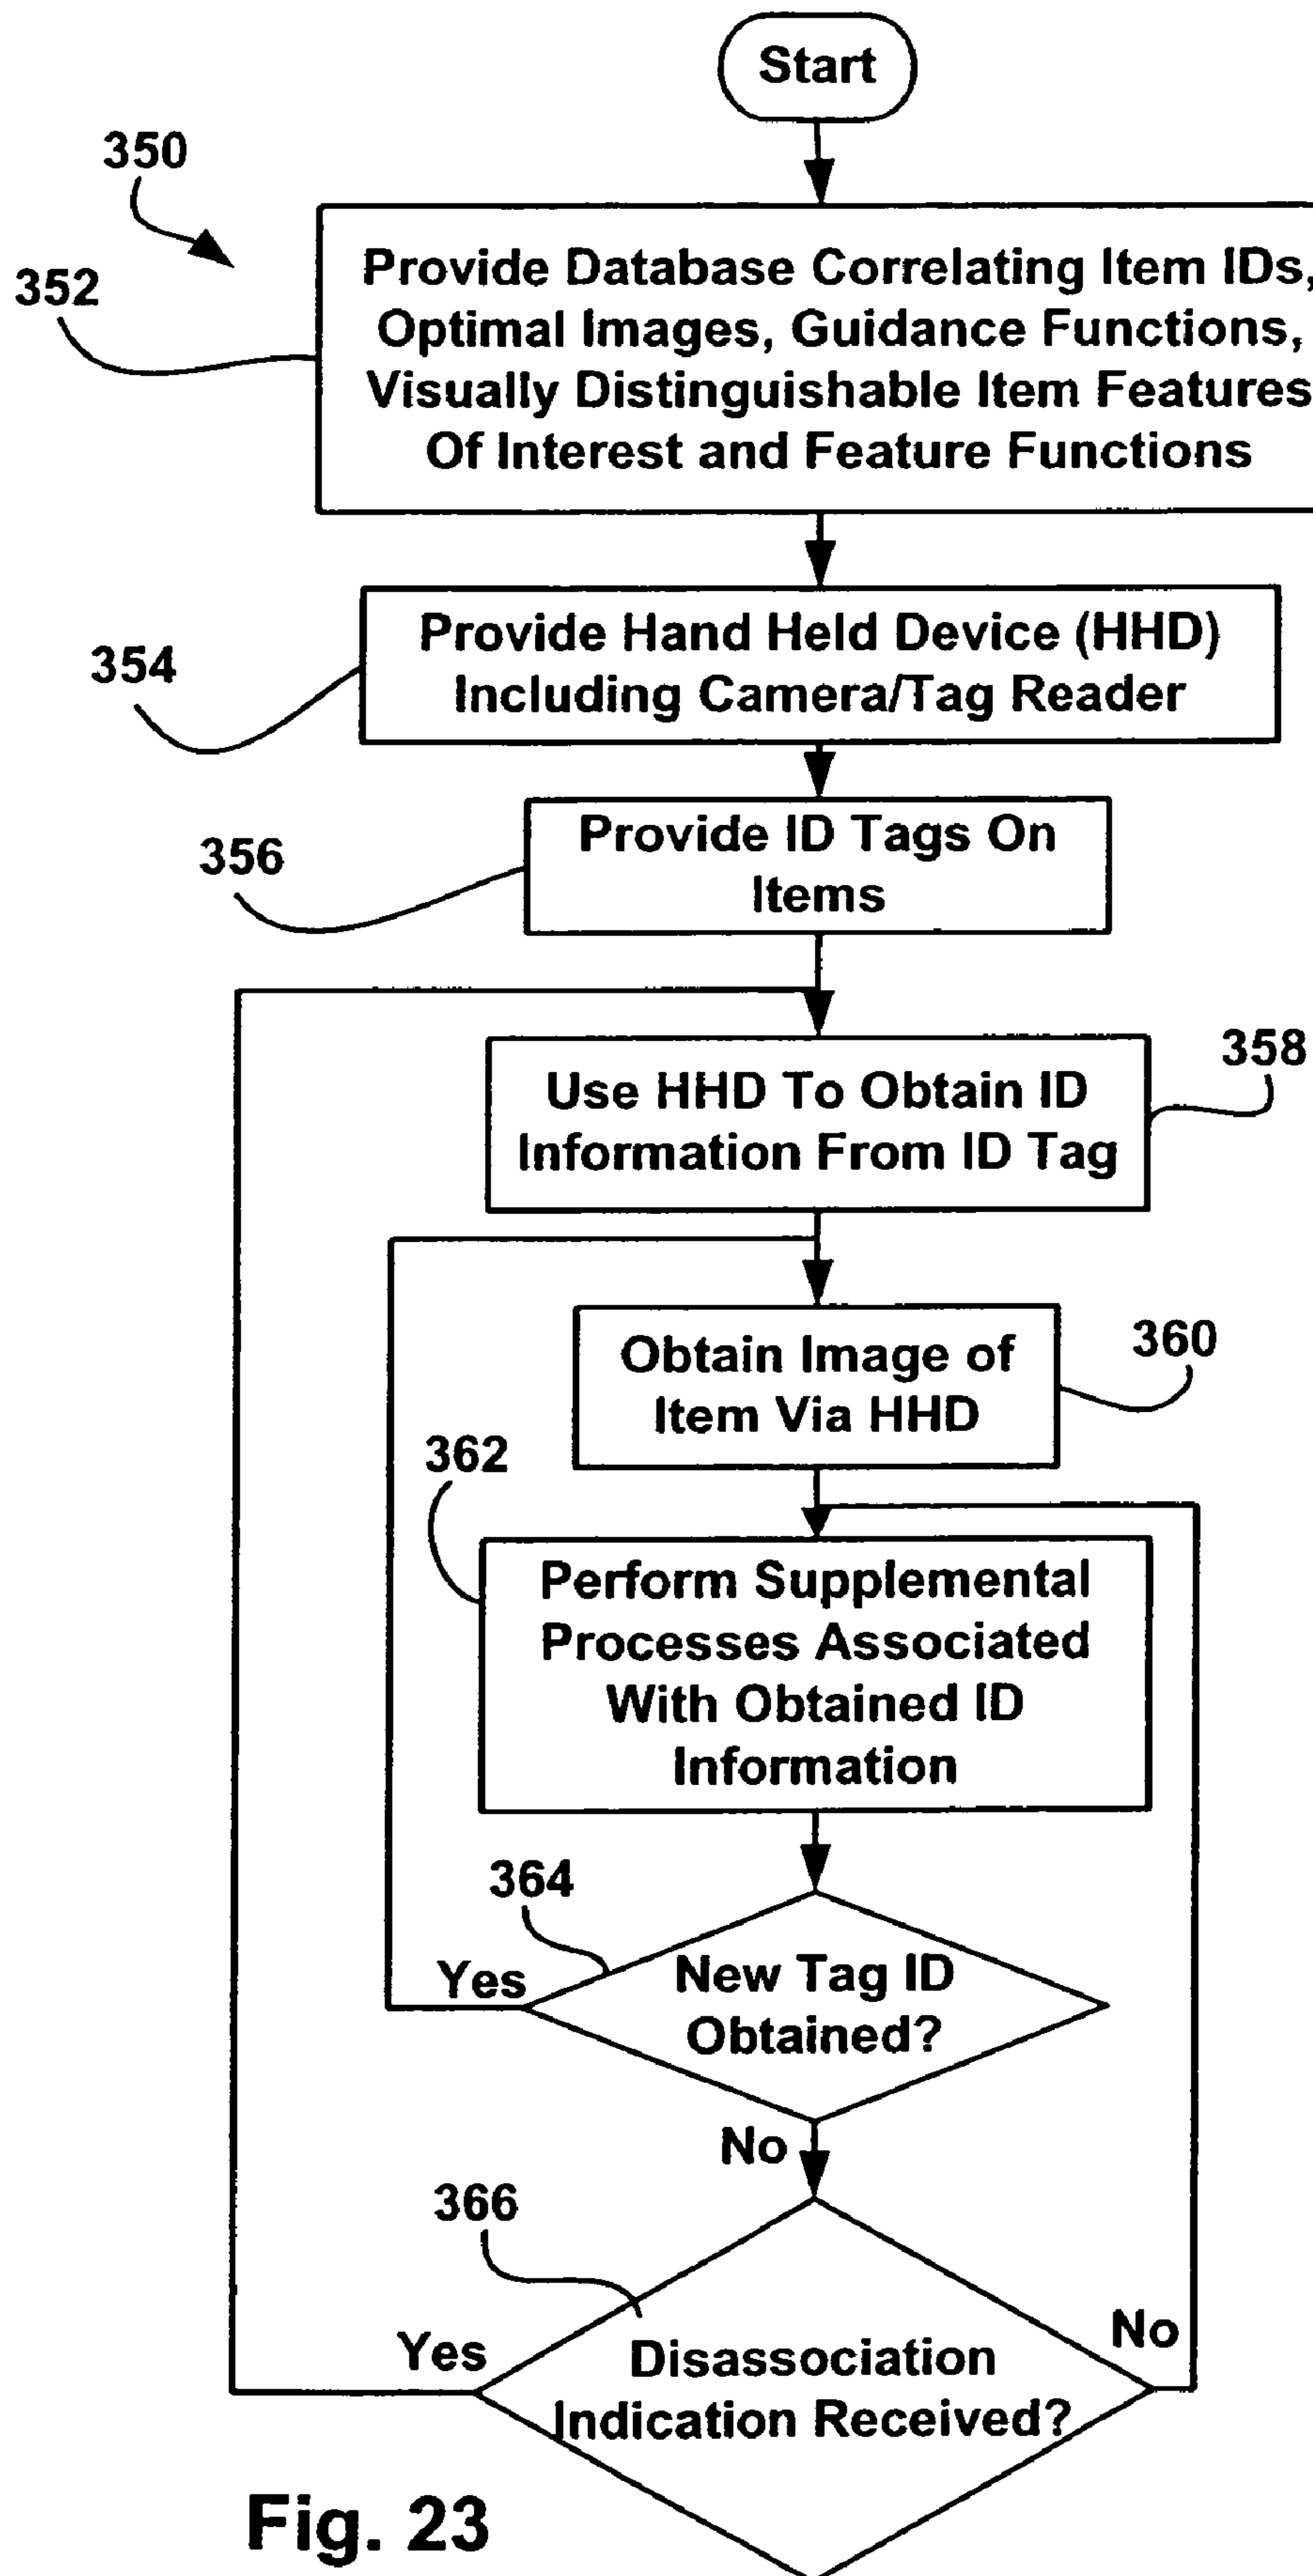 Start
350
352
Provide Database Correlating Item IDs,
Optimal Images, Guidance Functions,
Visually Distinguishable Item Features
Of Interest and Feature Functions
354
Provide Hand Held Device (HHD)
Including Camera/Tag Reader
356
Provide ID Tags On
Items
358
Use HHD To Obtain ID
Information From ID Tag
360
Obtain Image of
Item Via HHD
362
Perform Supplemental
Processes Associated
With Obtained ID
Information
364
Yes
New Tag ID
Obtained?
No
366
Yes
No
Disassociation
Indication Received?
Fig. 23